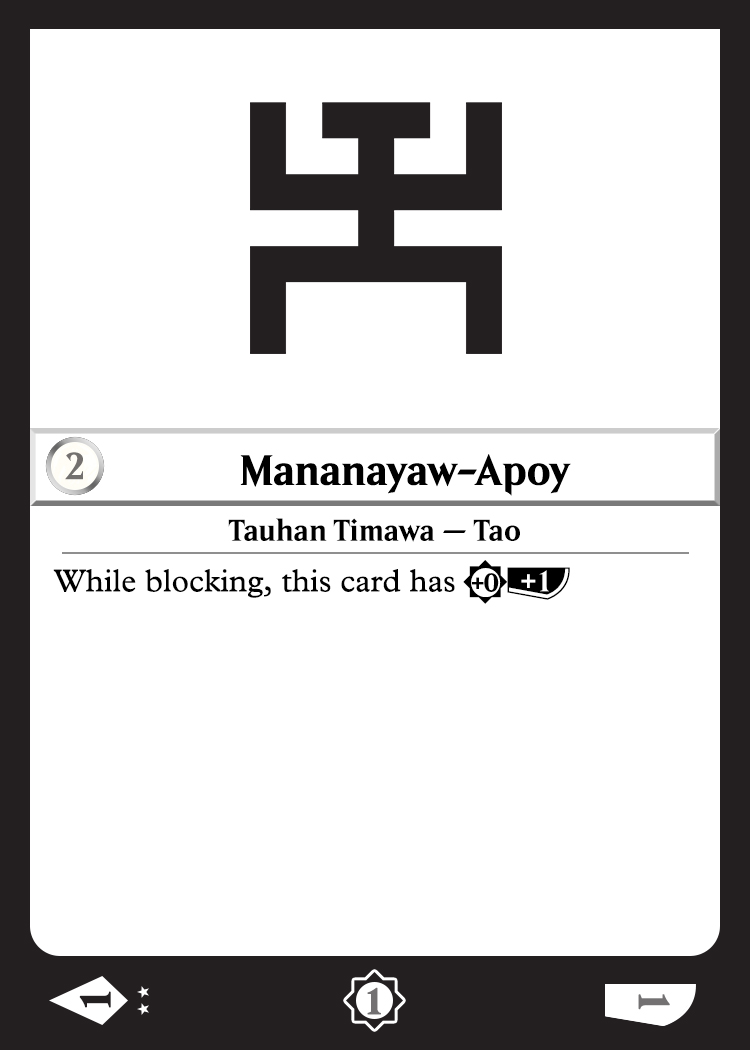 2 Mananayaw-Apoy
Tauhan Timawa — Tao
While blocking, this card has +0 +1
1 1 1